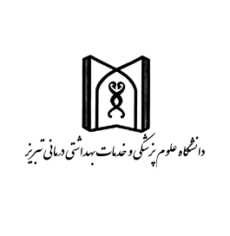 دانشگاه علوم پزشکی و خدمات بهداشتی درمانی تبریز